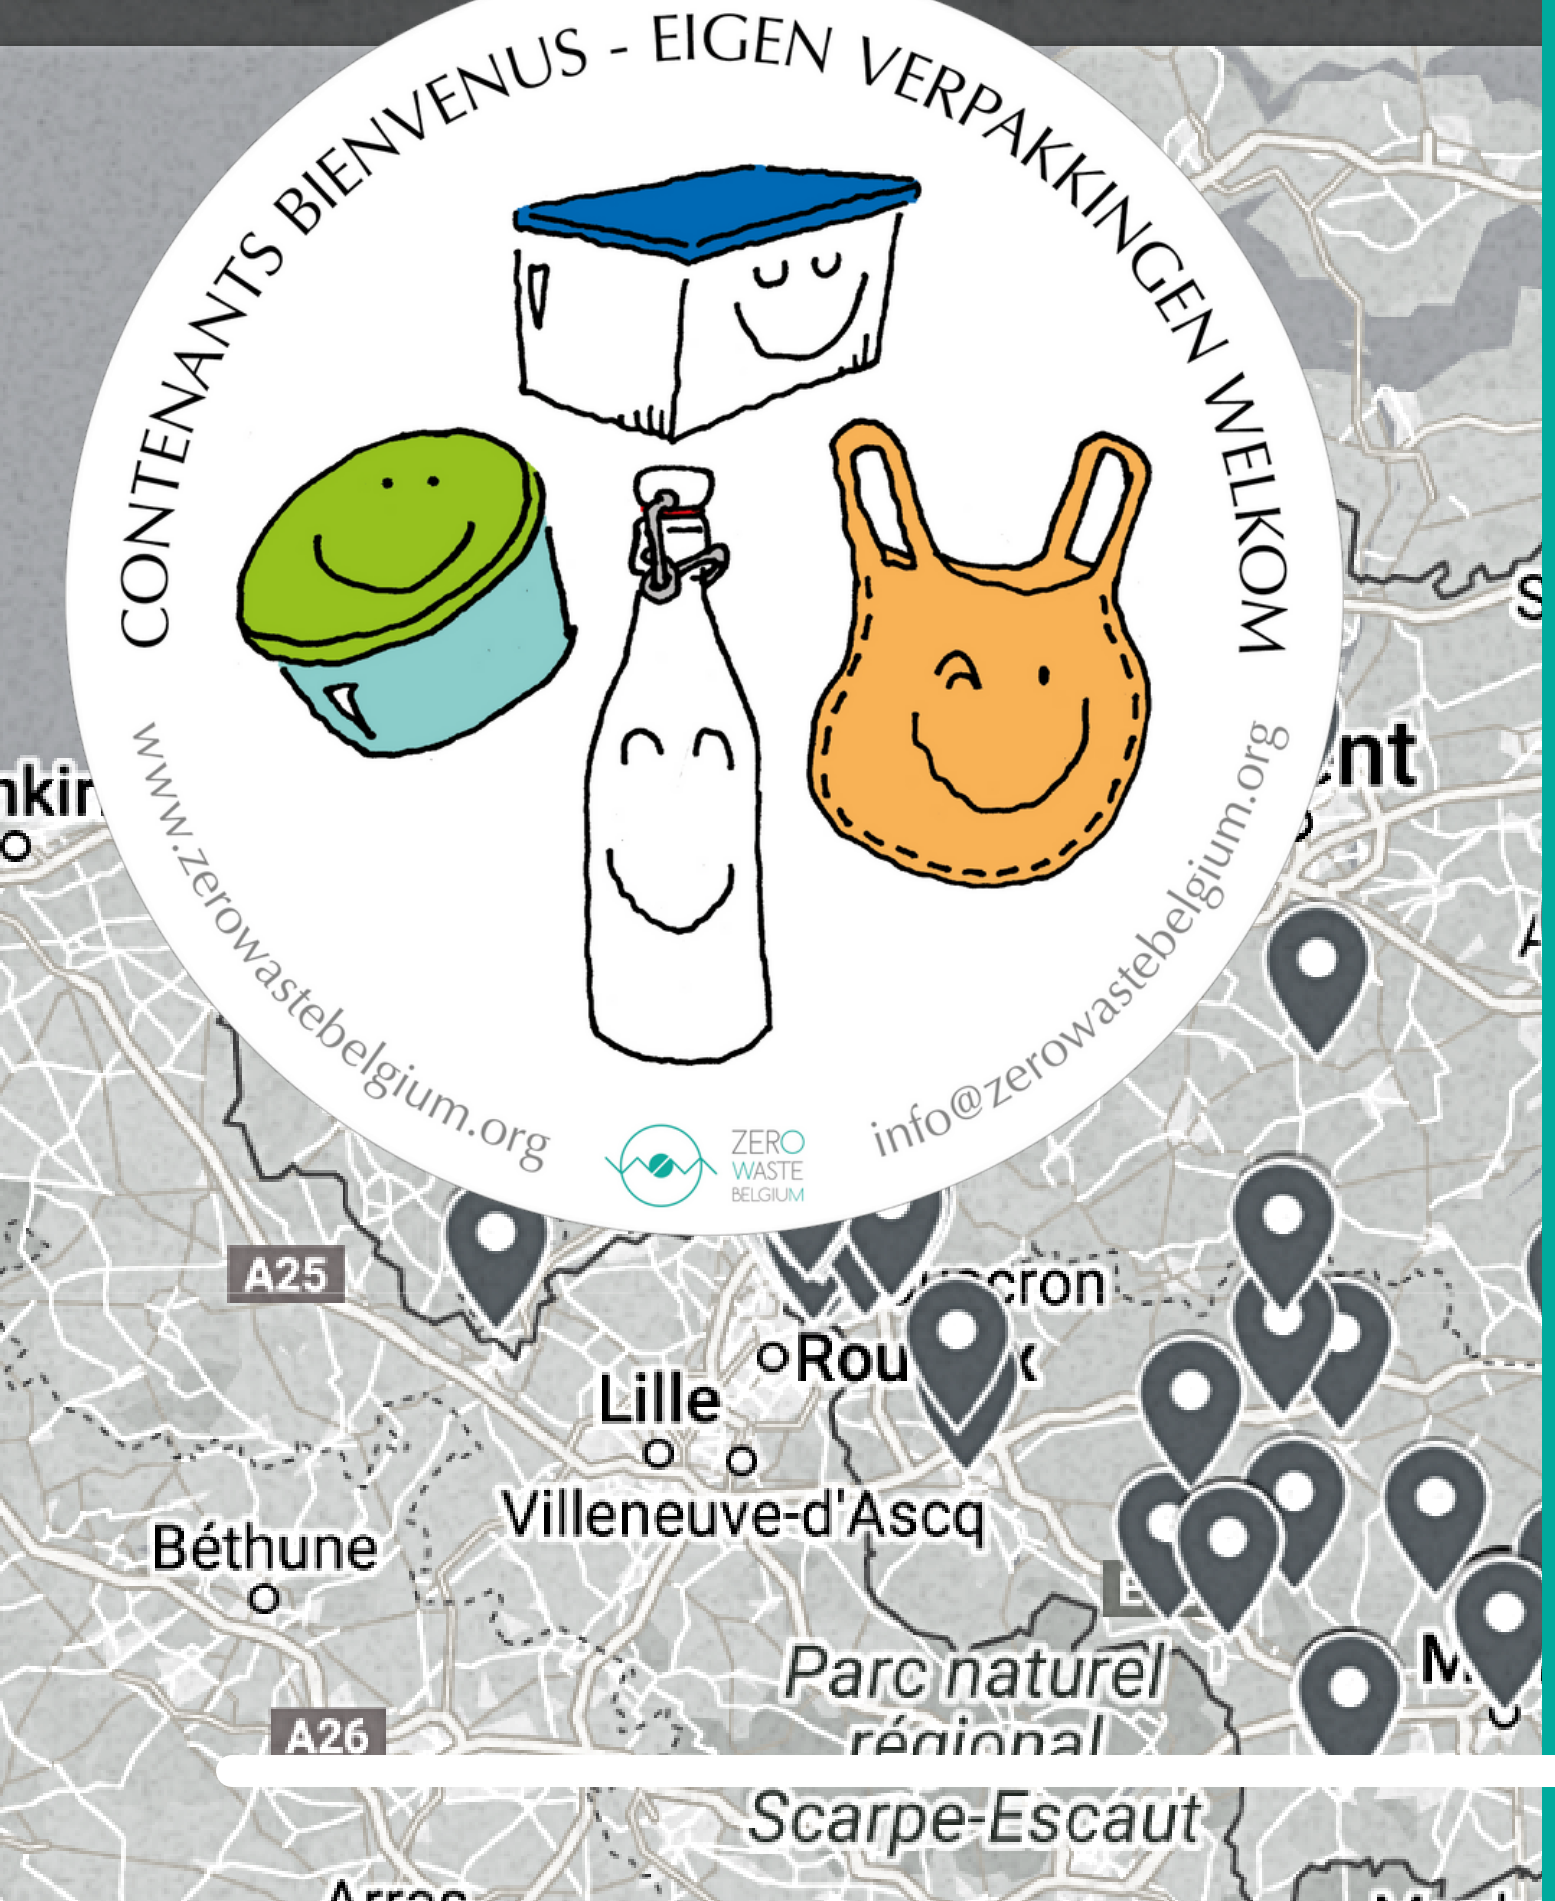 CONTENANTS BIENVENUS - EIGEN VERPAKKINGEN WELKOM
www.zerowastebelgium.org
info@zerowastebelgium.org
ZERO
WASTE
BELGIUM
A25
Lille
Villeneuve-d'Ascq
Béthune
Parc naturel
régional
Scarpe-Escaut
A26